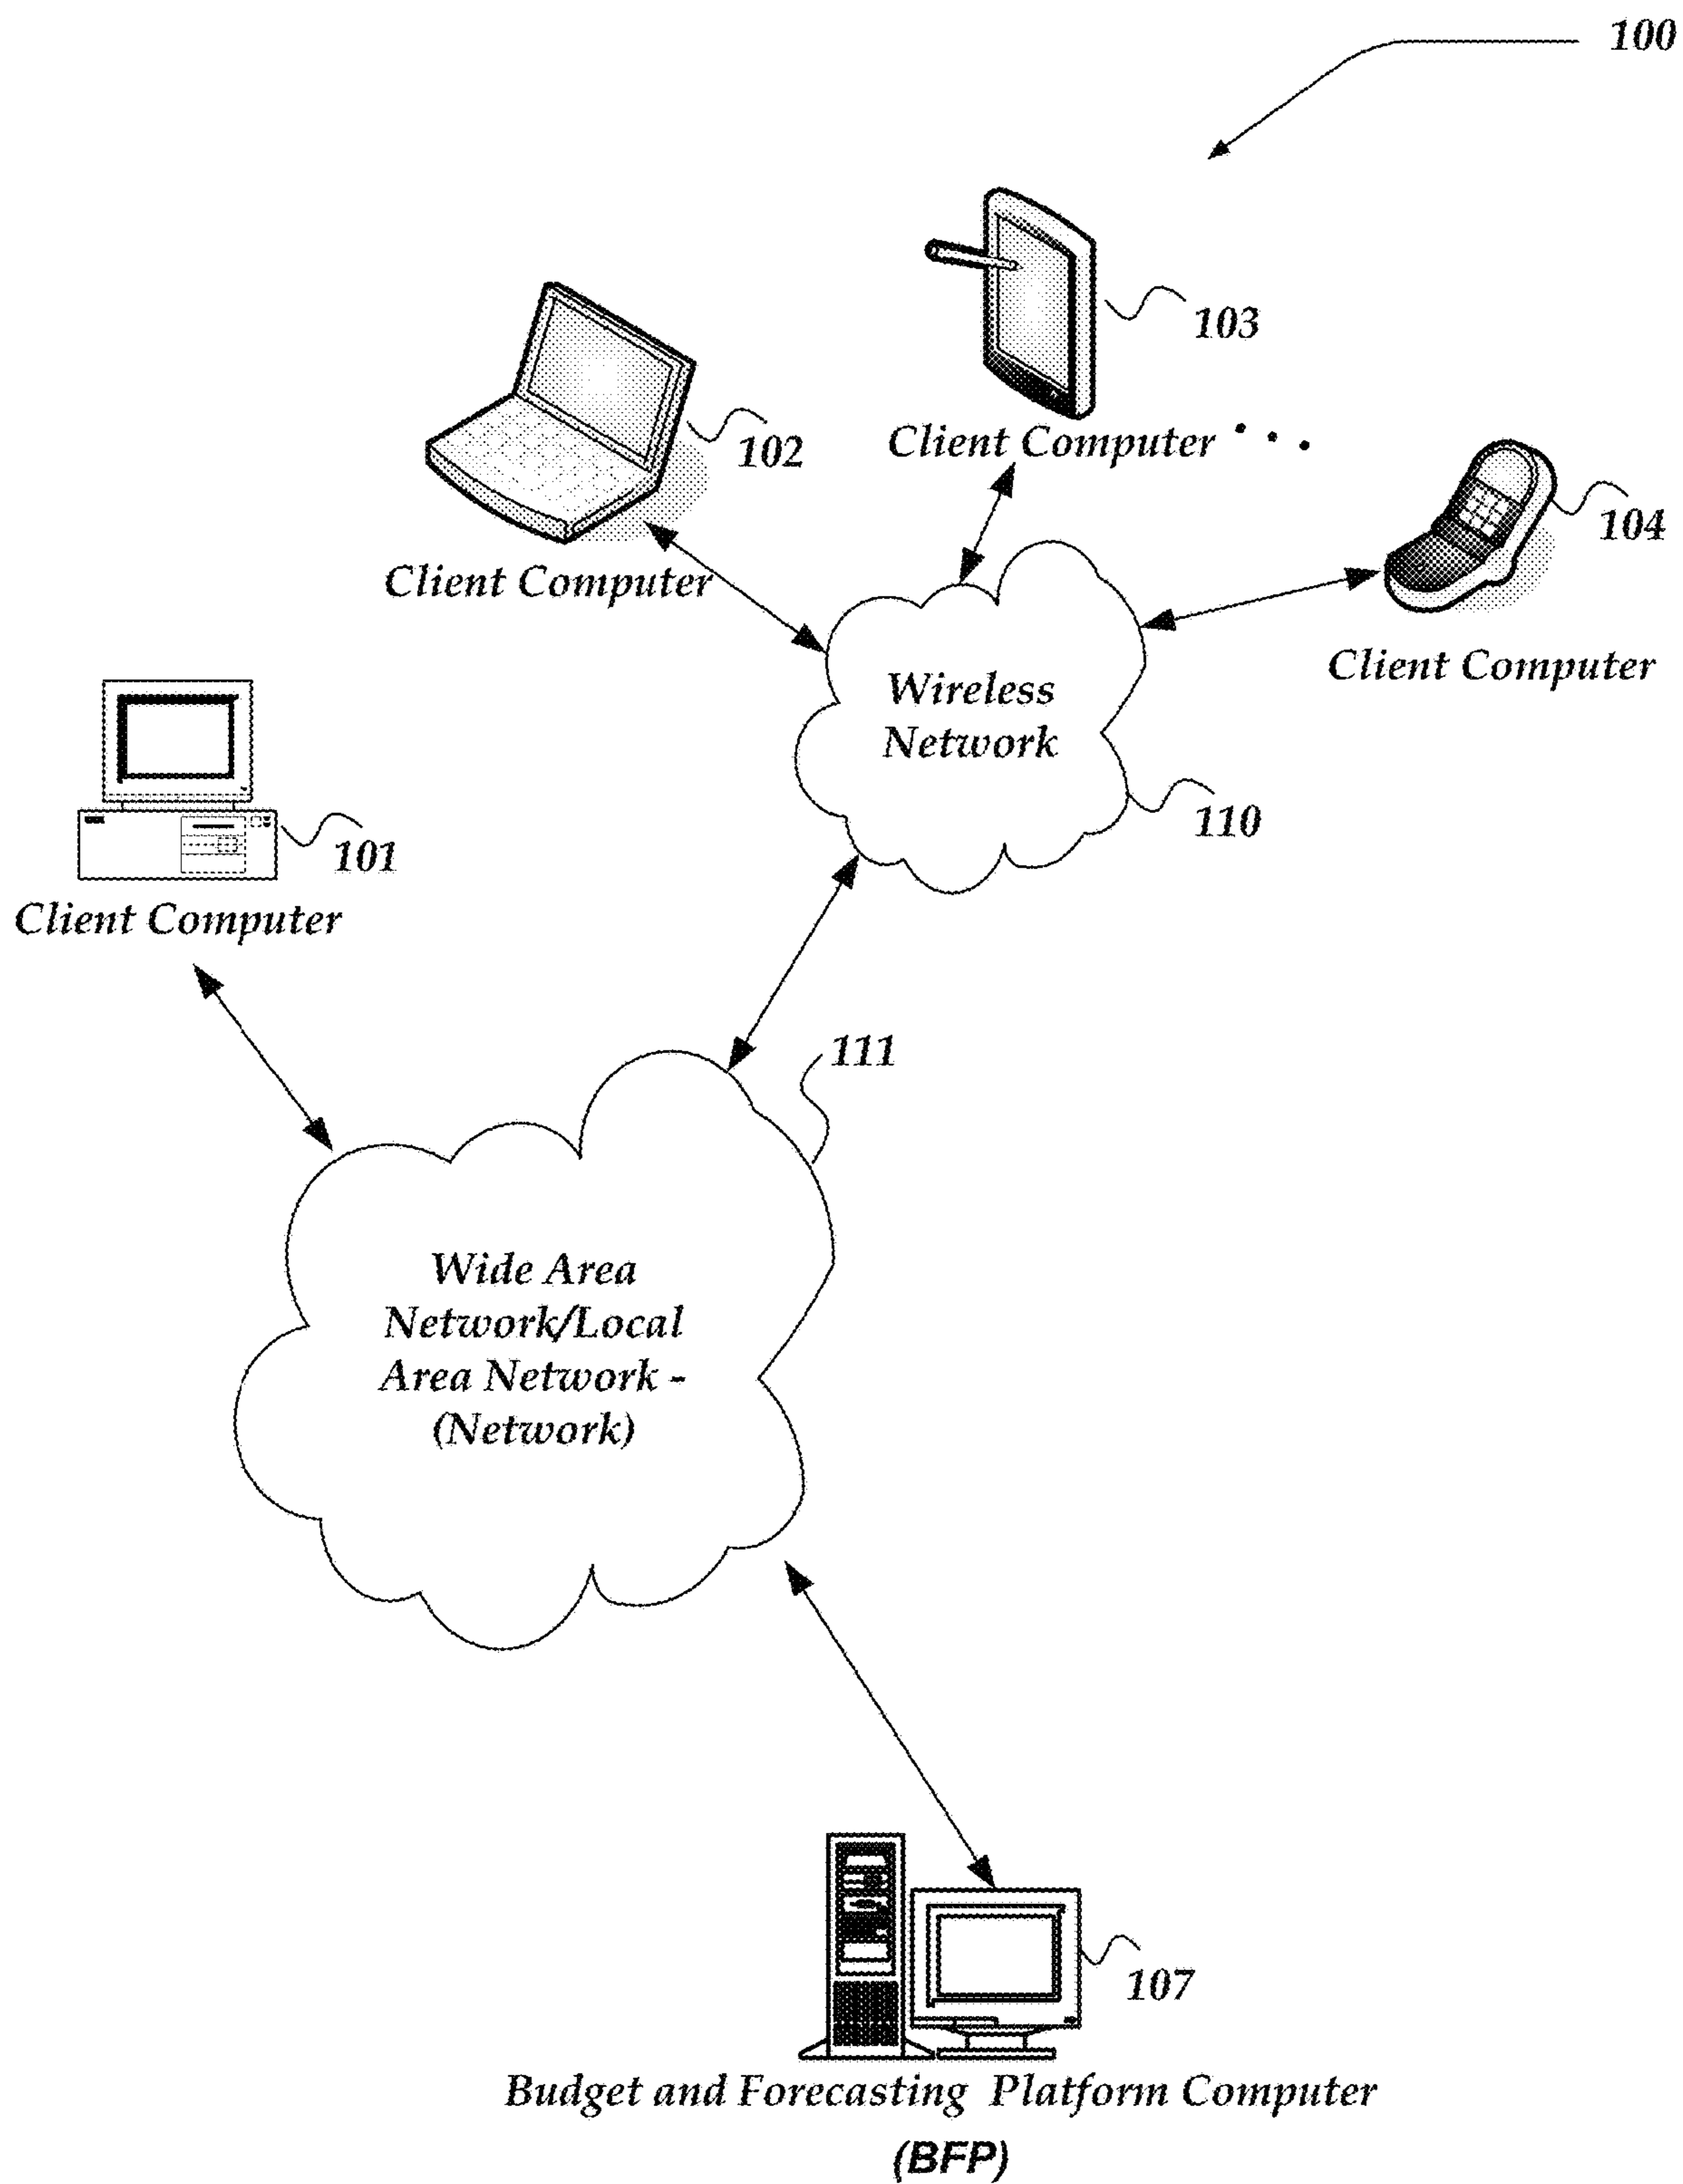 100
103
102
Client Computer
104
Client Computer
Client Computer
Wireless
Network
110
101
Client Computer
111
Wide Area
Network/Local
Area Network -
(Network)
107
Budget and Forecasting Platform Computer
(BFP)